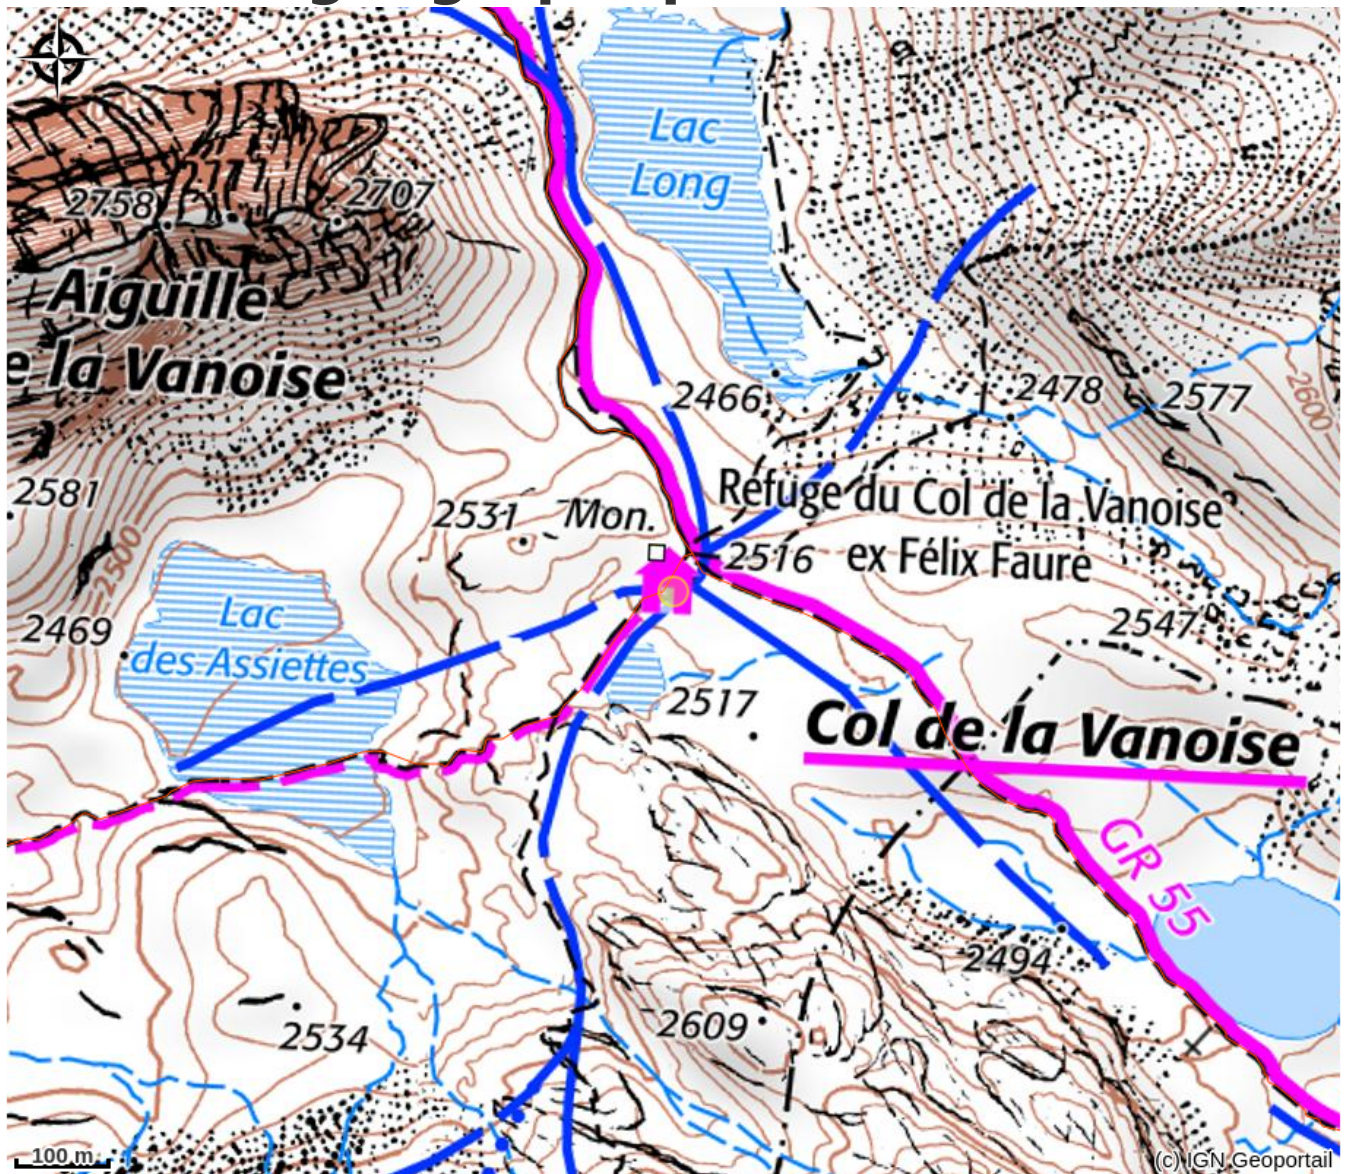 Lac
Long
2758
2707
Aiguille
e la Vanoise
2466
2478
2577
2600
2581
2531
Mon.
Refuge du Col de la Vanoise
2516
ex Félix Faure
2500
Lac
des Assiettes
2469
2547
2517
Col de la Vanoise
GR 55
2494
2609
2534
100 m
(c) IGN Geoportail